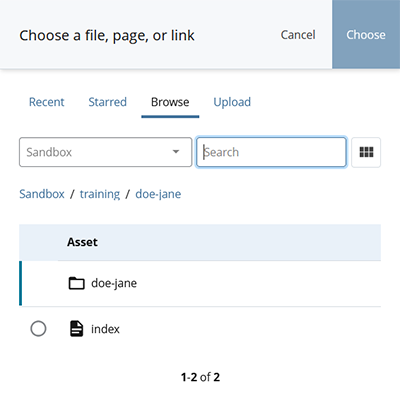 Choose a file, page, or link Cancel Choose
Recent Starred Browse Upload
Sandbox Search
Sandbox / training / doe-jane
Asset
doe-jane
index
1-2 of 2